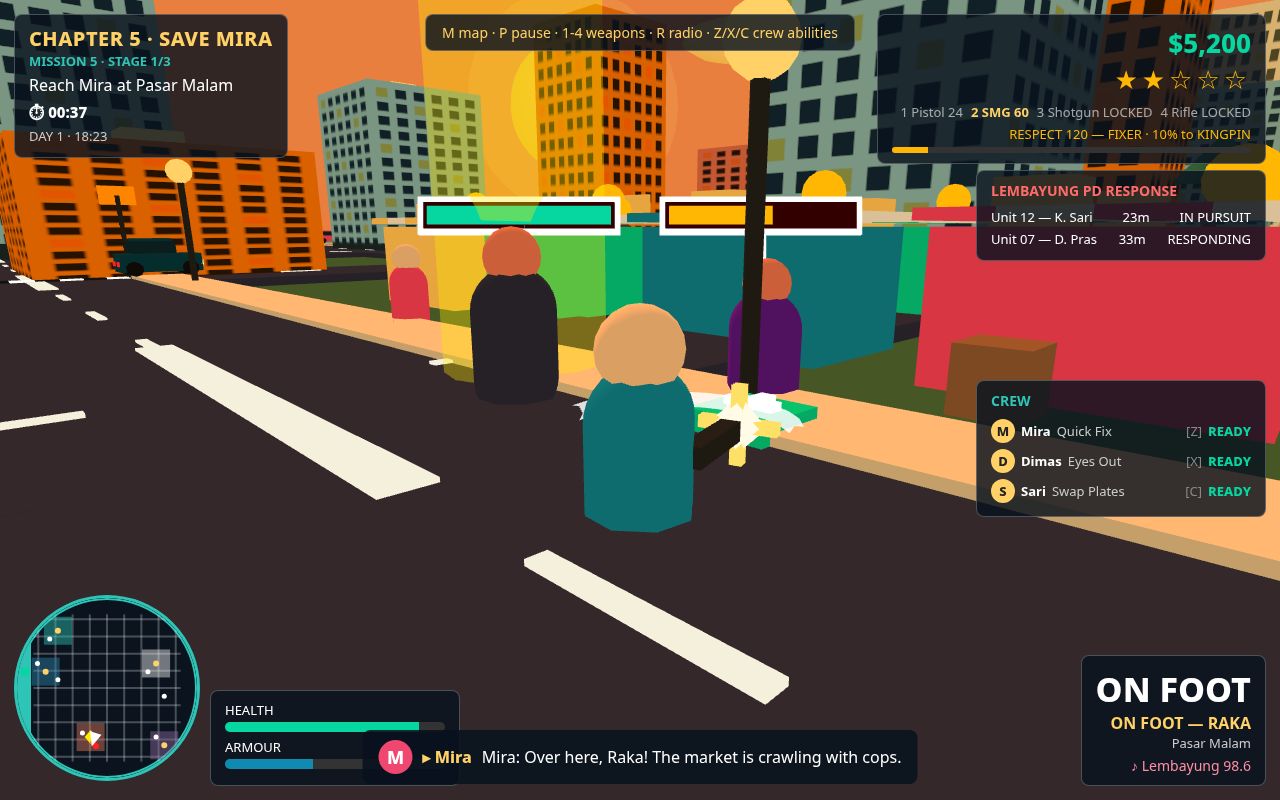 CHAPTER 5 · SAVE MIRA
MISSION 5 · STAGE 1/3
Reach Mira at Pasar Malam
⏱ 00:37
DAY 1 · 18:23
M map · P pause · 1-4 weapons · R radio · Z/X/C crew abilities
$5,200
★★☆☆☆
1 Pistol 24 2 SMG 60 3 Shotgun LOCKED 4 Rifle LOCKED
RESPECT 120 — FIXER · 10% to KINGPIN
LEMBAYUNG PD RESPONSE
Unit 12 — K. Sari 23m IN PURSUIT
Unit 07 — D. Pras 33m RESPONDING
CREW
M Mira Quick Fix [Z] READY
D Dimas Eyes Out [X] READY
S Sari Swap Plates [C] READY
HEALTH
ARMOUR
M ▸ Mira Mira: Over here, Raka! The market is crawling with cops.
ON FOOT
ON FOOT — RAKA
Pasar Malam
♪ Lembayung 98.6